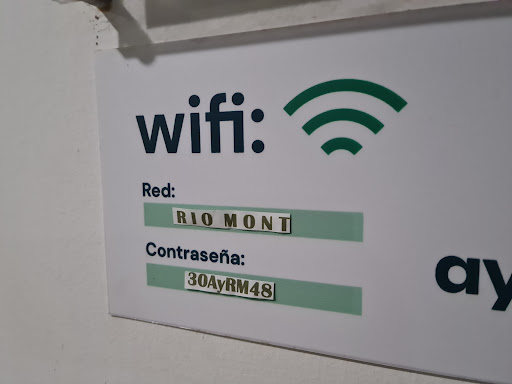 wifi:
Red:
RIO MONT
Contraseña:
30AyRM48
ay